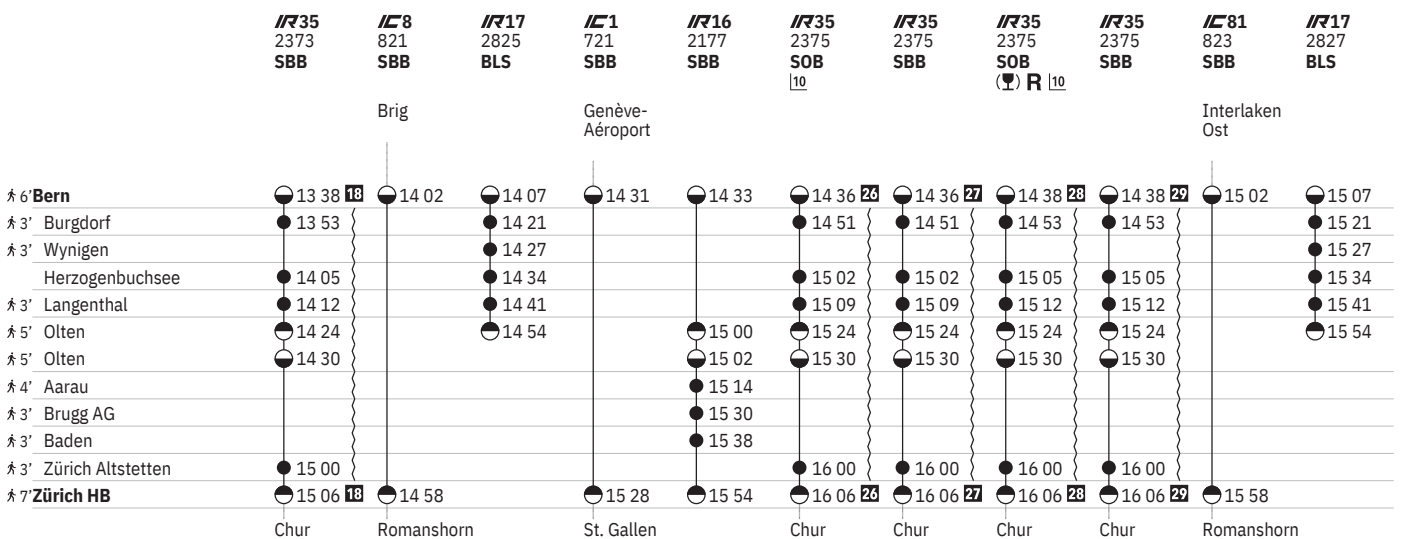 IR35 IC8 IR17 IC1 IR16 IR35 IR35 IR35 IR35 IC81 IR17
2373 821 2825 721 2177 2375 2375 2375 2375 823 2827
SBB SBB BLS SBB SBB SOB SBB SOB SBB SBB BLS
10 R 10
Brig Genève- Interlaken
Aéroport Ost
6' Bern 13 38 18 14 02 14 07 14 31 14 33 14 36 26 14 36 27 14 38 28 14 38 29 15 02 15 07
3' Burgdorf 13 53 14 21 14 51 14 51 14 53 14 53 15 21
3' Wynigen 14 27 15 27
Herzogenbuchsee 14 05 14 34 15 02 15 02 15 05 15 05 15 34
3' Langenthal 14 12 14 41 15 09 15 09 15 12 15 12 15 41
5' Olten 14 24 14 54 15 00 15 24 15 24 15 24 15 24 15 54
5' Olten 14 30 15 02 15 30 15 30 15 30 15 30
4' Aarau 15 14
3' Brugg AG 15 30
3' Baden 15 38
3' Zürich Altstetten 15 00 16 00 16 00 16 00 16 00
7' Zürich HB 15 06 18 14 58 15 28 15 54 16 06 26 16 06 27 16 06 28 16 06 29 15 58
Chur Romanshorn St. Gallen Chur Chur Chur Chur Romanshorn